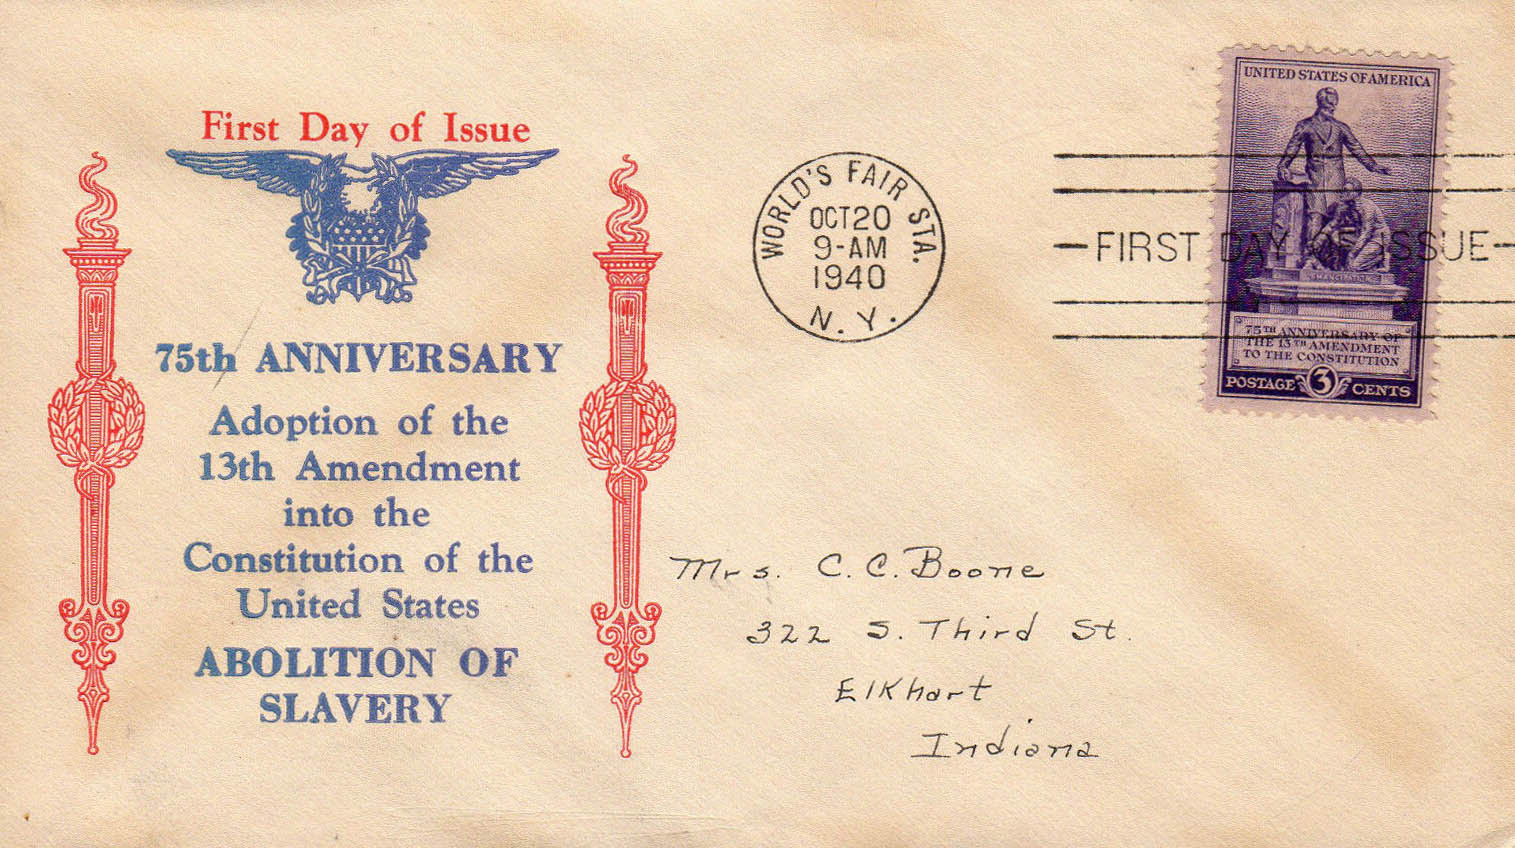 First Day of Issue
75th ANNIVERSARY
Adoption of the
13th Amendment
into the
Constitution of the
United States
ABOLITION OF
SLAVERY
WORLD'S FAIR STA.
OCT 20
9-AM
1940
N.Y.
FIRST DAY OF ISSUE
UNITED STATES OF AMERICA
EMANCIPATION
75TH ANNIVERSARY OF
THE 13TH AMENDMENT
TO THE CONSTITUTION
POSTAGE 3 CENTS
Mrs. C. C. Boone
322 S. Third St.
Elkhart
Indiana